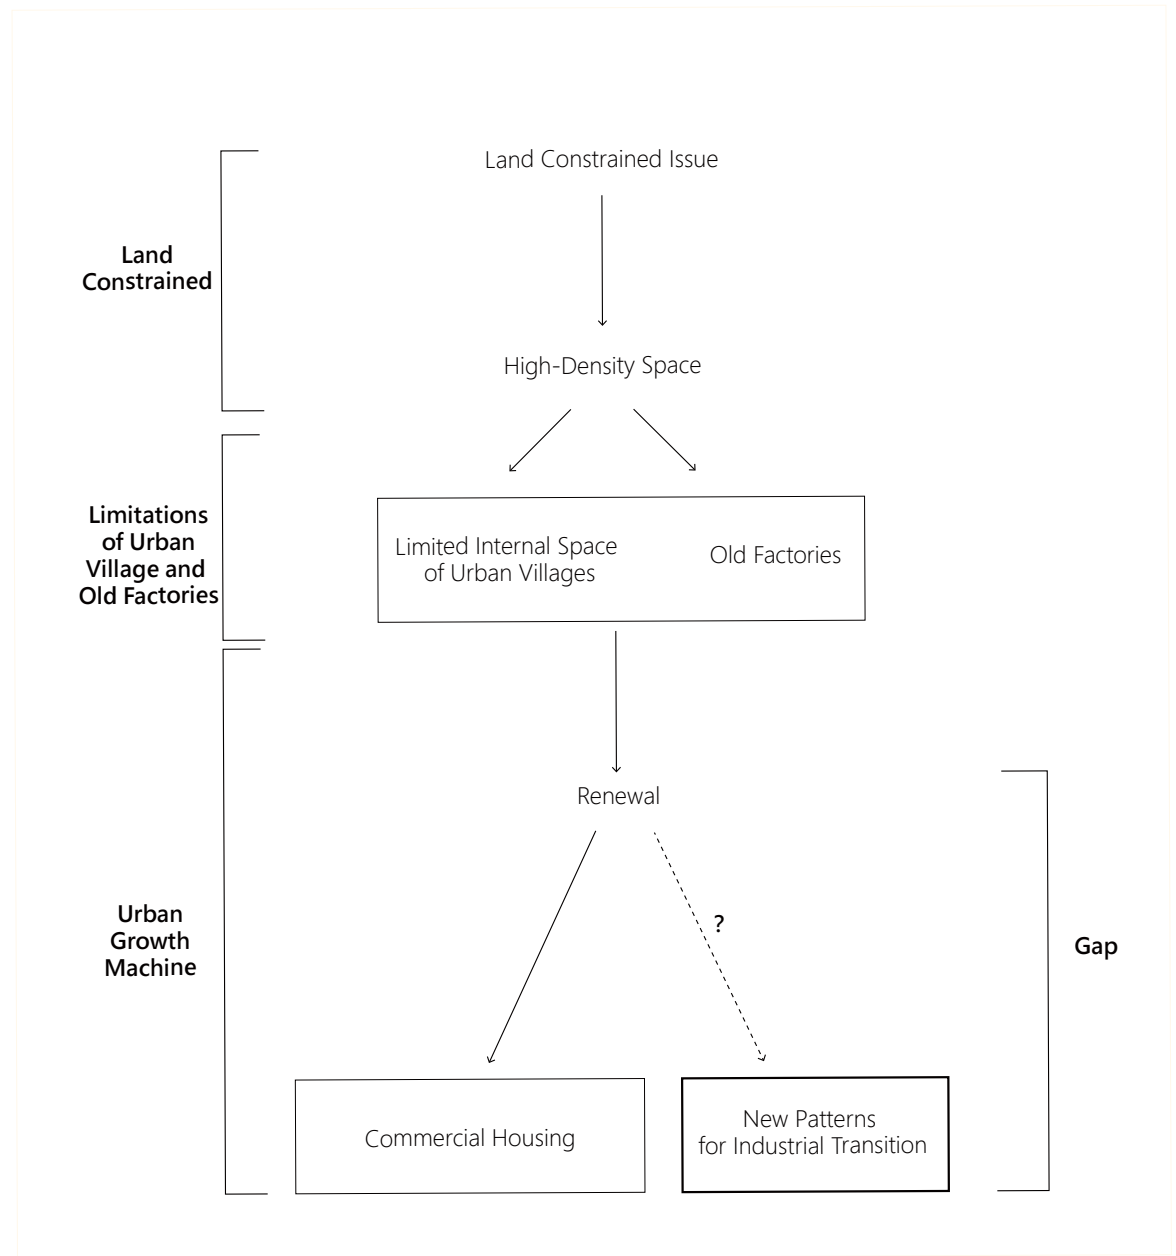 Land Constrained Issue
Land
Constrained
High-Density Space
Limitations
of Urban
Village and
Old Factories
Limited Internal Space
of Urban Villages
Old Factories
Renewal
Urban
Growth
Machine
?
Gap
Commercial Housing
New Patterns
for Industrial Transition